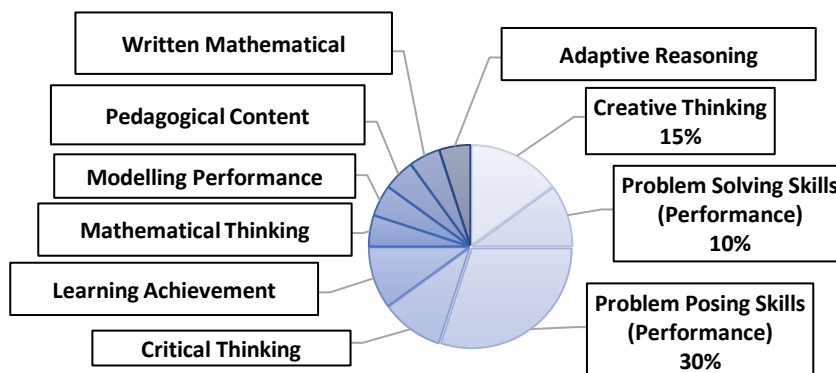 Written Mathematical
Adaptive Reasoning
Creative Thinking
15%
Pedagogical Content
Modelling Performance
Problem Solving Skills
(Performance)
10%
Mathematical Thinking
Learning Achievement
Problem Posing Skills
(Performance)
30%
Critical Thinking